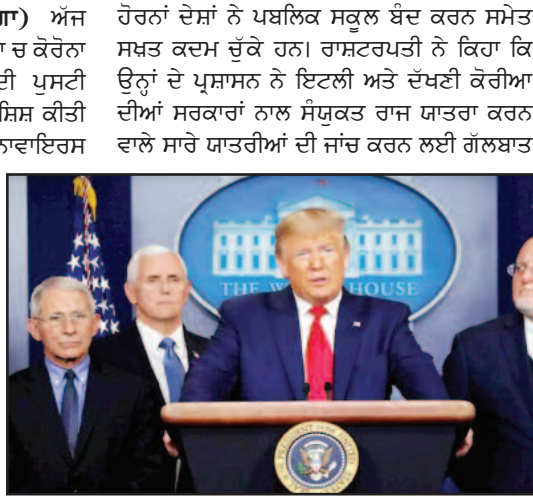 ਗਾ) ਅੱਜ
ਚ ਕੋਰੋਨਾ
ਦੀ ਪੁਸਟੀ
ਸ਼ਿਸ਼ ਕੀਤੀ
ਨਾਵਾਇਰਸ
ਹੋਰਨਾਂ ਦੇਸ਼ਾਂ ਨੇ ਪਬਲਿਕ ਸਕੂਲ ਬੰਦ ਕਰਨ ਸਮੇਤ
ਸਖ਼ਤ ਕਦਮ ਚੁੱਕੇ ਹਨ। ਰਾਸ਼ਟਰਪਤੀ ਨੇ ਕਿਹਾ ਕਿ
ਉਨ੍ਹਾਂ ਦੇ ਪ੍ਰਸ਼ਾਸਨ ਨੇ ਇਟਲੀ ਅਤੇ ਦੱਖਣੀ ਕੋਰੀਆ
ਦੀਆਂ ਸਰਕਾਰਾਂ ਨਾਲ ਸੰਯੁਕਤ ਰਾਜ ਯਾਤਰਾ ਕਰਨ
ਵਾਲੇ ਸਾਰੇ ਯਾਤਰੀਆਂ ਦੀ ਜਾਂਚ ਕਰਨ ਲਈ ਗੱਲਬਾਤ
THE W HOUSE